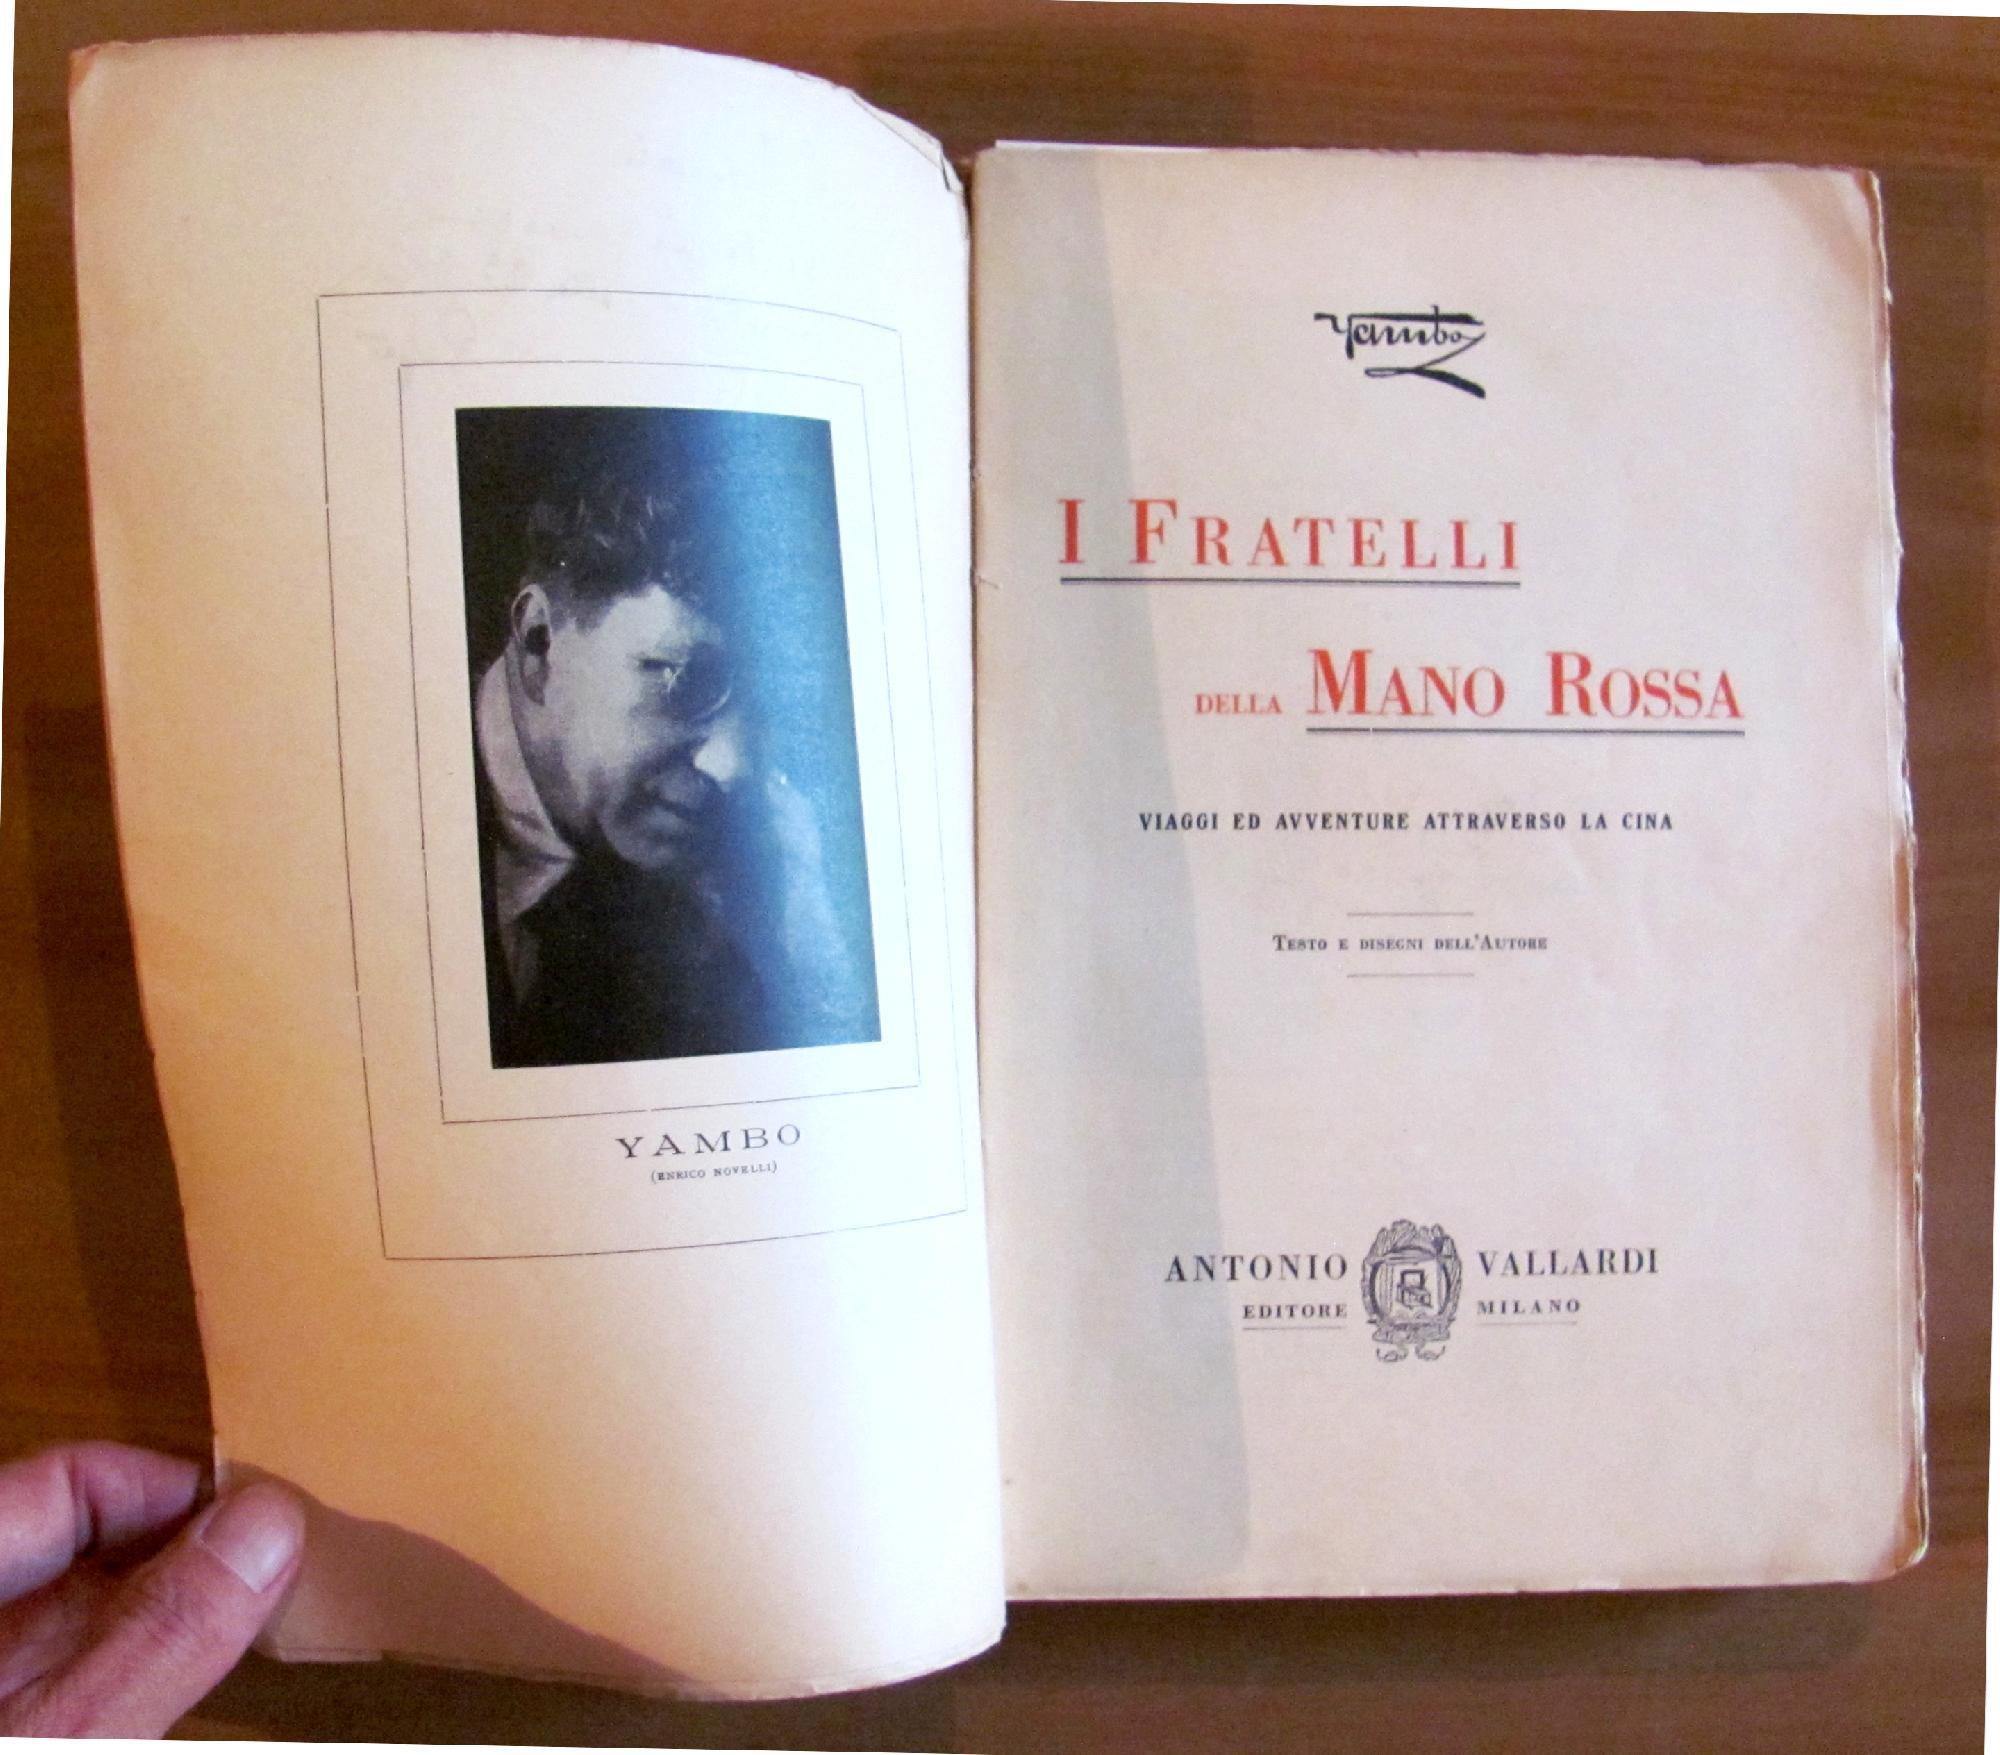 YAMBO
(ENRICO NOVELLI)
Yambo
I FRATELLI
DELLA MANO ROSSA
VIAGGI ED AVVENTURE ATTRAVERSO LA CINA
TESTO E DISEGNI DELL'AUTORE
ANTONIO VALLARDI
EDITORE MILANO